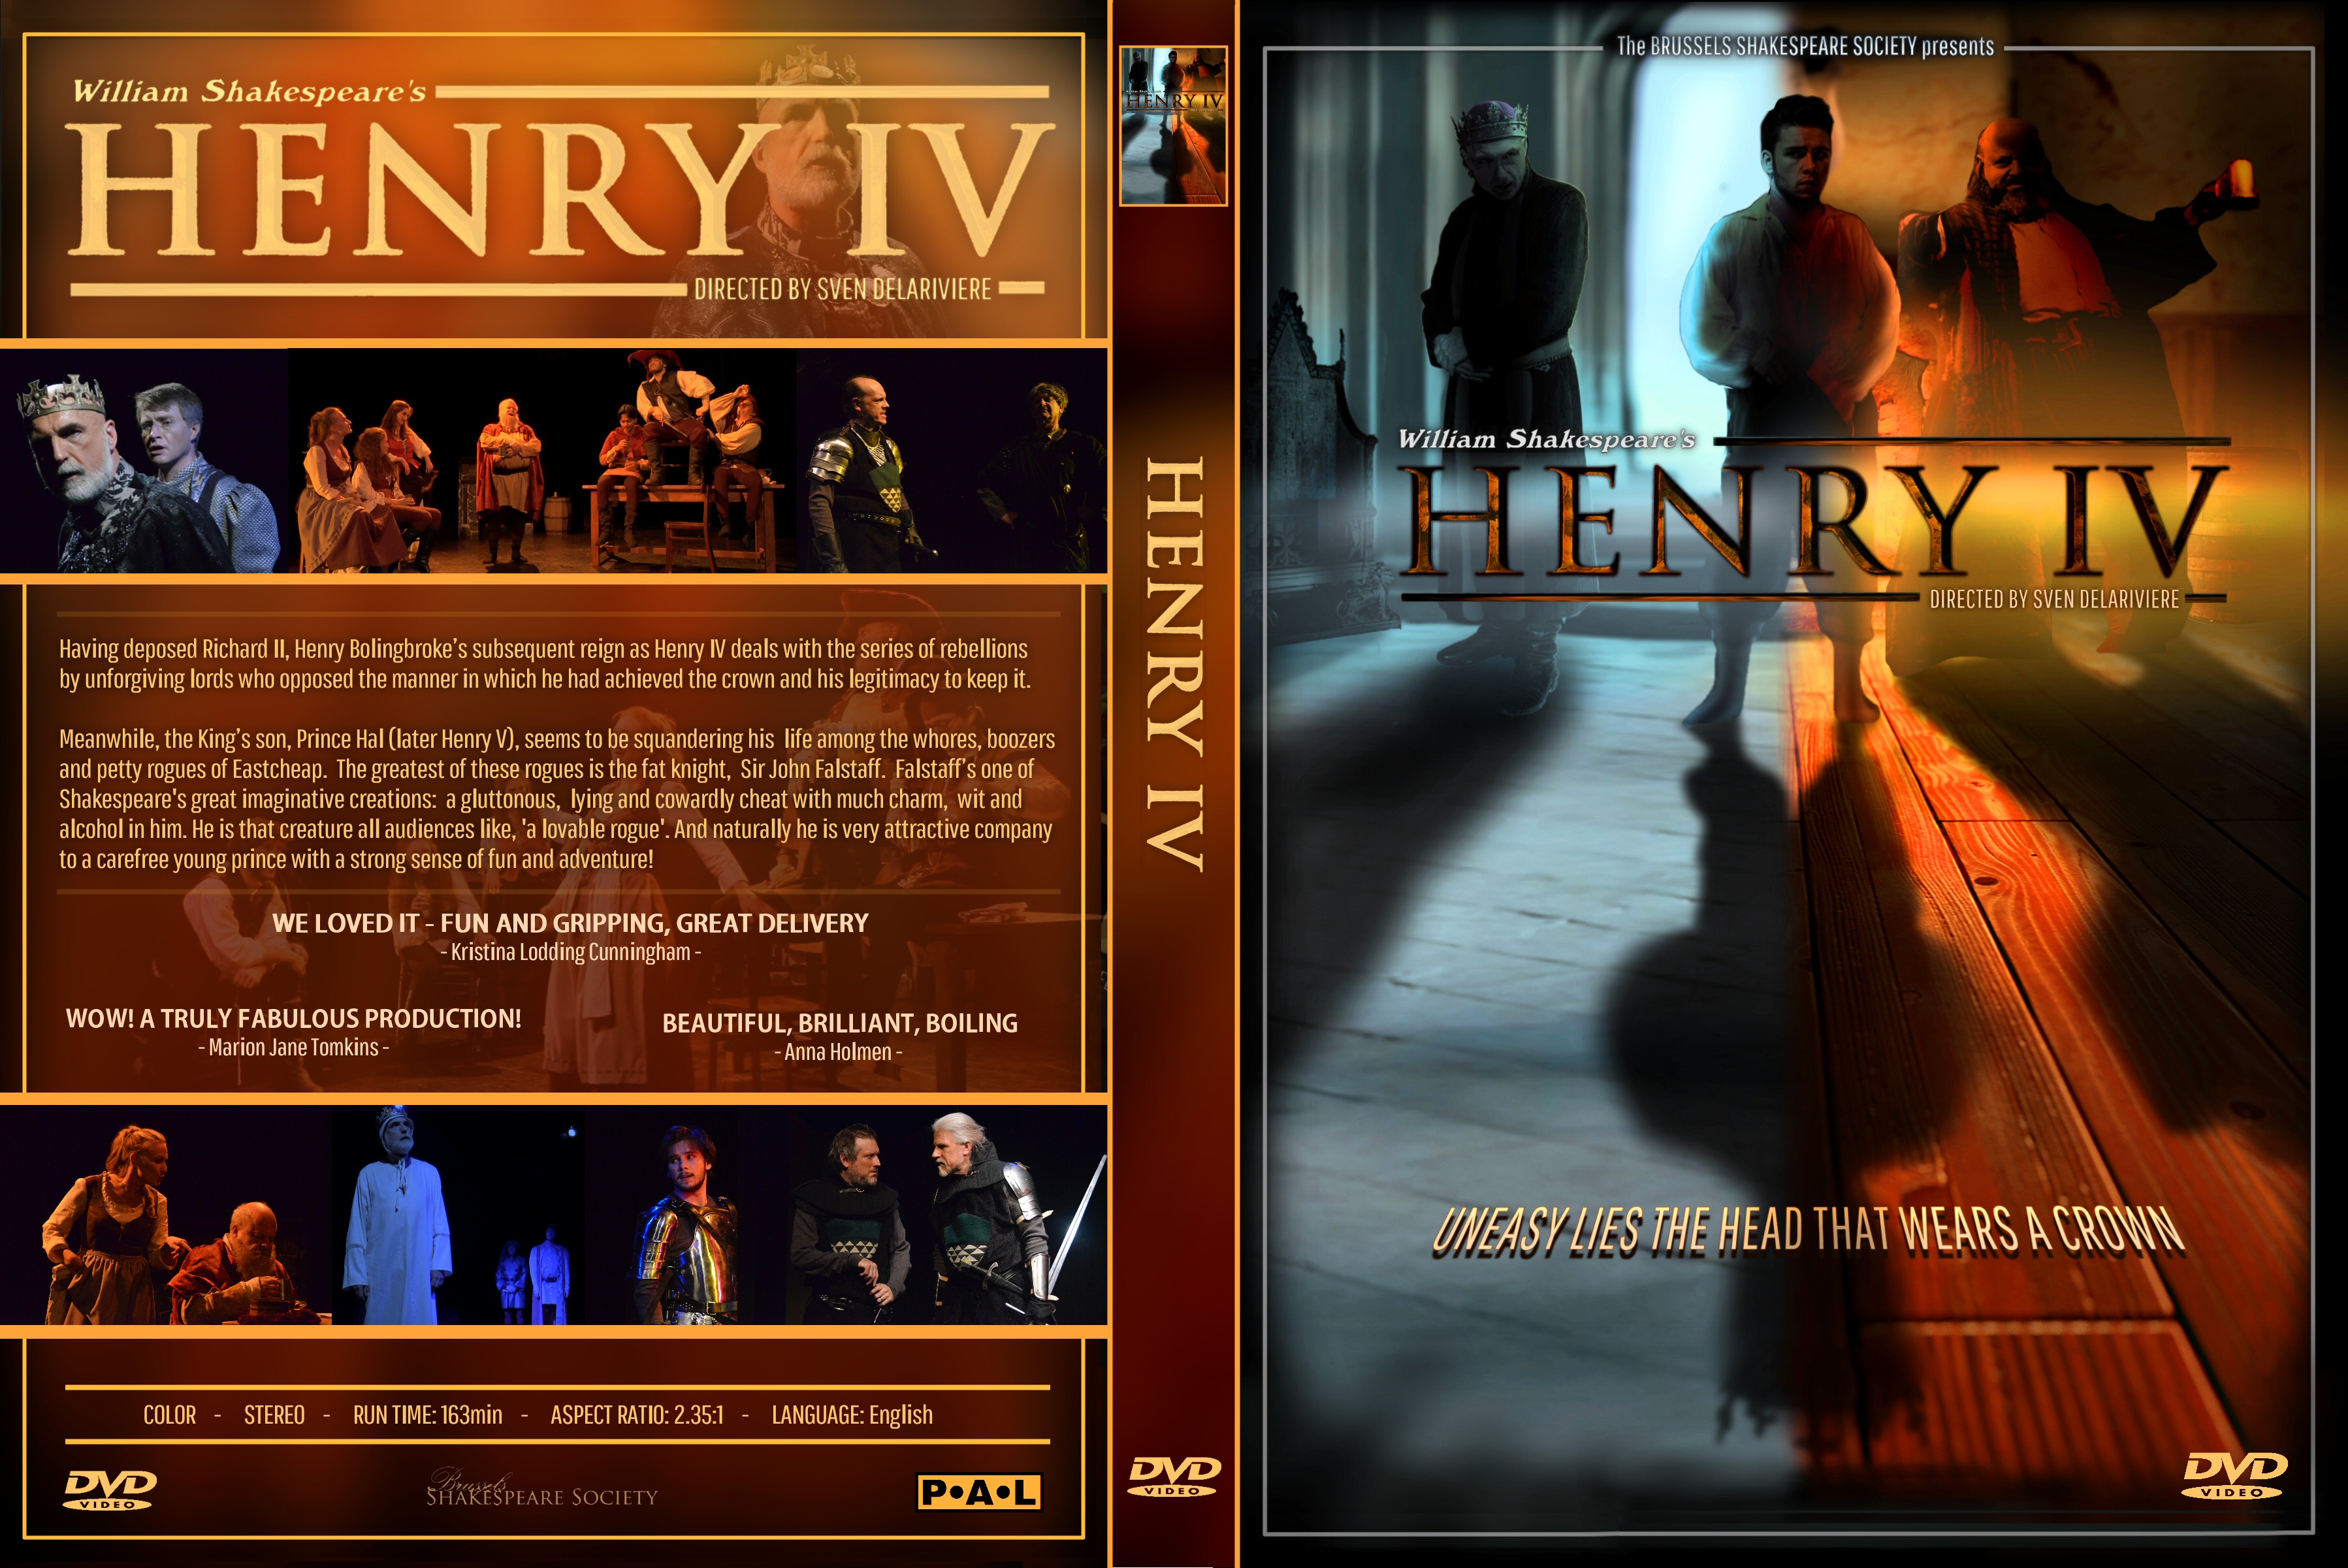 William Shakespeare's
HENRY IV
DIRECTED BY SVEN DELARIVIERE
Having deposed Richard II, Henry Bolingbroke’s subsequent reign as Henry IV deals with the series of rebellions
by unforgiving lords who opposed the manner in which he had achieved the crown and his legitimacy to keep it.
Meanwhile, the King’s son, Prince Hal (later Henry V), seems to be squandering his life among the whores, boozers
and petty rogues of Eastcheap. The greatest of these rogues is the fat knight, Sir John Falstaff. Falstaff’s one of
Shakespeare's great imaginative creations: a gluttonous, lying and cowardly cheat with much charm, wit and
alcohol in him. He is that creature all audiences like, 'a lovable rogue'. And naturally he is very attractive company
to a carefree young prince with a strong sense of fun and adventure!
WE LOVED IT - FUN AND GRIPPING, GREAT DELIVERY
- Kristina Lodding Cunningham -
WOW! A TRULY FABULOUS PRODUCTION!
- Marion Jane Tomkins -
BEAUTIFUL, BRILLIANT, BOILING
- Anna Holmen -
COLOR - STEREO - RUN TIME: 163min - ASPECT RATIO: 2.35:1 - LANGUAGE: English
DVD
VIDEO
Brussels
SHAKESPEARE SOCIETY
P•A•L
HENRY IV
HENRY IV
DVD
VIDEO
The BRUSSELS SHAKESPEARE SOCIETY presents
William Shakespeare's
HENRY IV
DIRECTED BY SVEN DELARIVIERE
UNEASY LIES THE HEAD THAT WEARS A CROWN
DVD
VIDEO